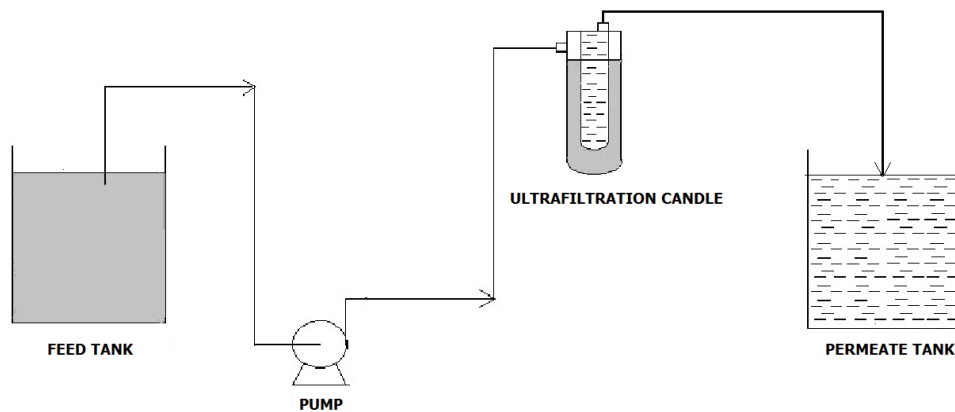 ULTRAFILTRATION CANDLE
FEED TANK
PERMEATE TANK
PUMP